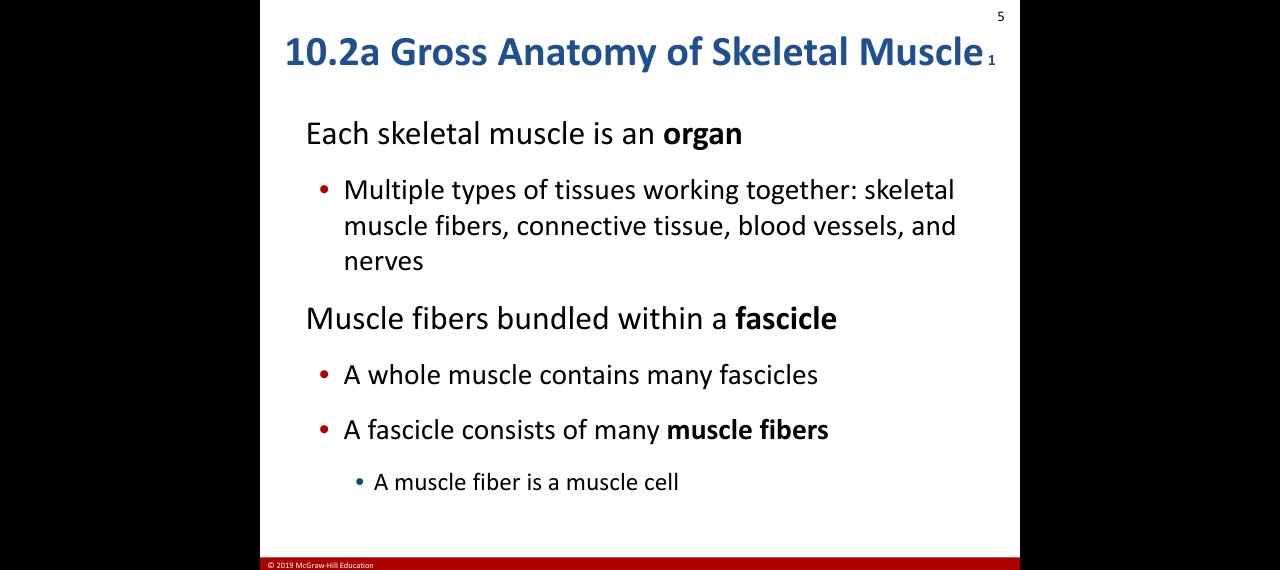 5
10.2a Gross Anatomy of Skeletal Muscle 1
Each skeletal muscle is an organ
• Multiple types of tissues working together: skeletal
muscle fibers, connective tissue, blood vessels, and
nerves
Muscle fibers bundled within a fascicle
• A whole muscle contains many fascicles
• A fascicle consists of many muscle fibers
• A muscle fiber is a muscle cell
© 2019 McGraw-Hill Education